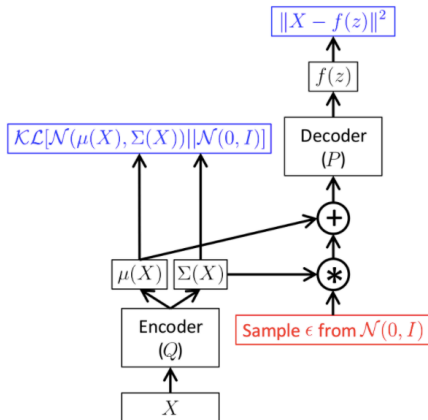 ‖X − f(z)‖²
f(z)
𝒦ℒ[𝒩(μ(X), Σ(X))||𝒩(0, I)]
Decoder
(P)
+
μ(X)
Σ(X)
*
Encoder
(Q)
Sample ϵ from 𝒩(0, I)
X